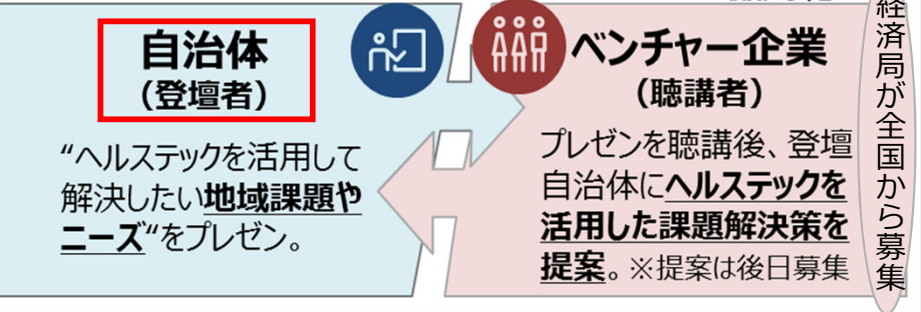 自治体
（登壇者）
“ヘルステックを活用して
解決したい地域課題や
ニーズ“をプレゼン。
ベンチャー企業
（聴講者）
プレゼンを聴講後、登壇
自治体にヘルステックを
活用した課題解決策を
提案。※提案は後日募集
経済局が全国から募集